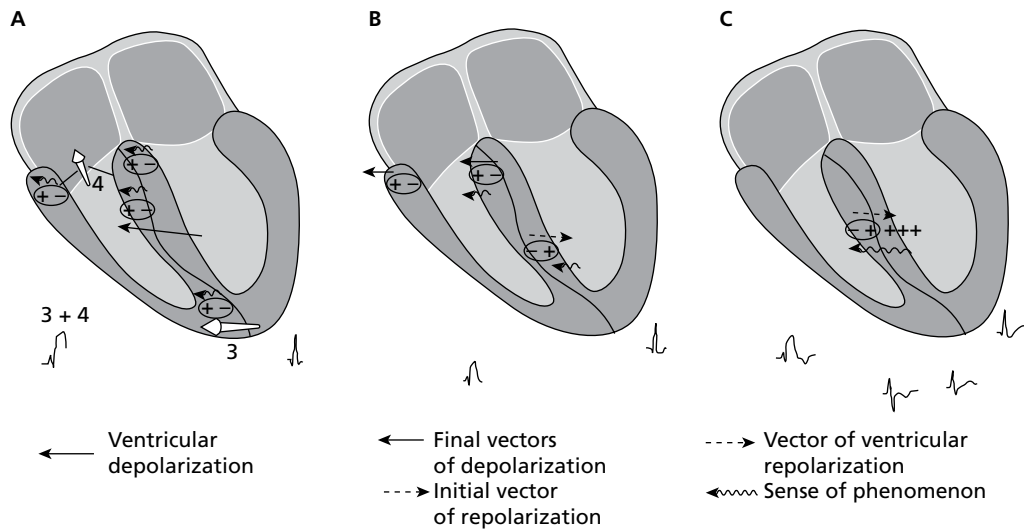 A
B
C
+ −
4
+ −
+ −
+ −
3
3 + 4
+ −
+ −
− +
− + +++
Ventricular
depolarization
Final vectors
of depolarization
Initial vector
of repolarization
Vector of ventricular
repolarization
Sense of phenomenon